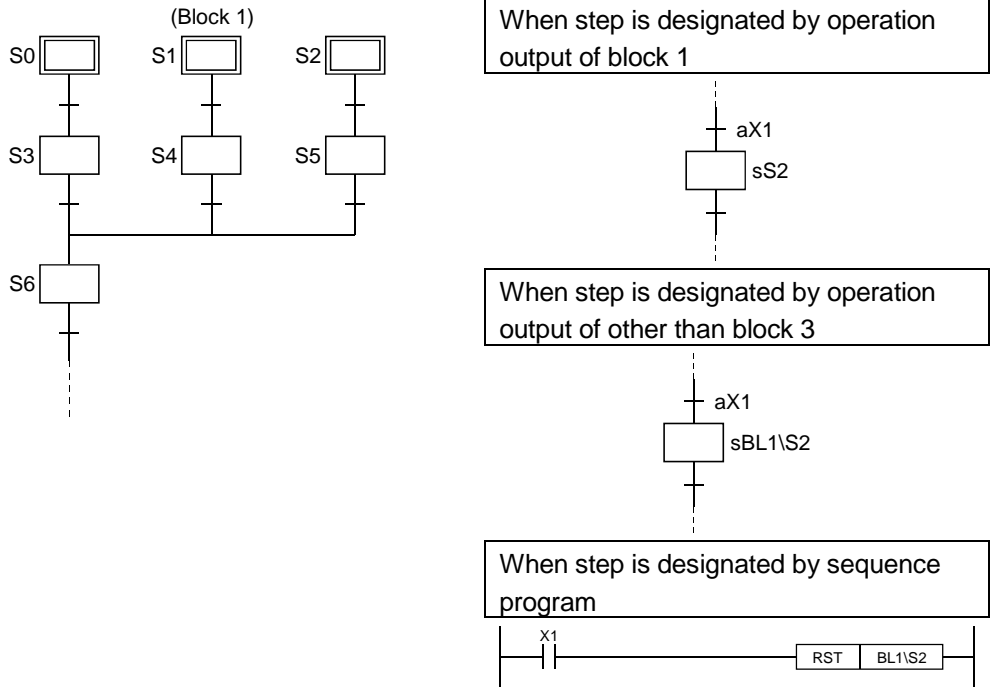 (Block 1)
S0
S1
S2
S3
S4
S5
S6
When step is designated by operation
output of block 1
aX1
sS2
When step is designated by operation
output of other than block 3
aX1
sBL1\S2
When step is designated by sequence
program
X1
RST
BL1\S2